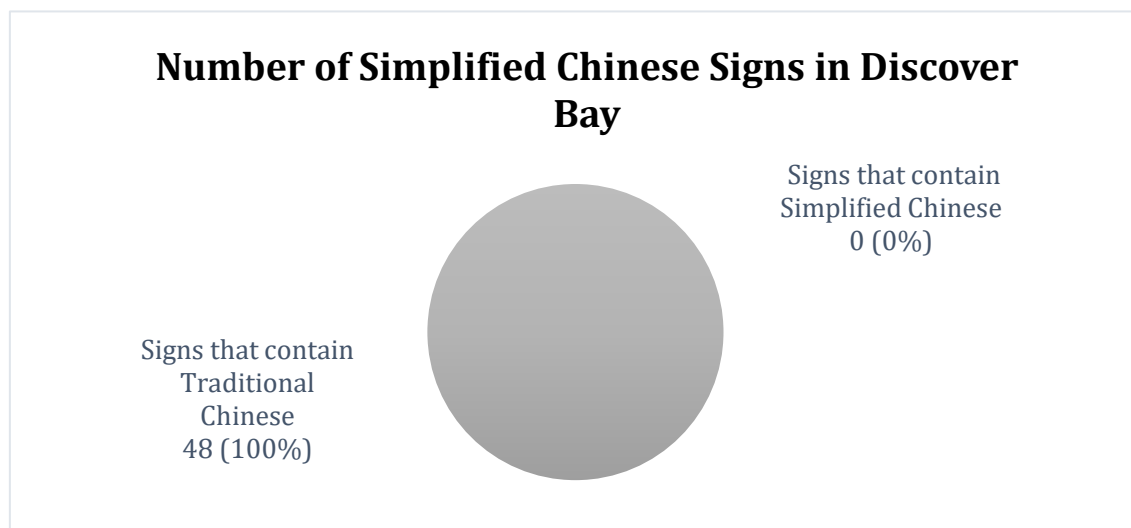 Number of Simplified Chinese Signs in Discover
Bay
Signs that contain
Simplified Chinese
0 (0%)
Signs that contain
Traditional
Chinese
48 (100%)